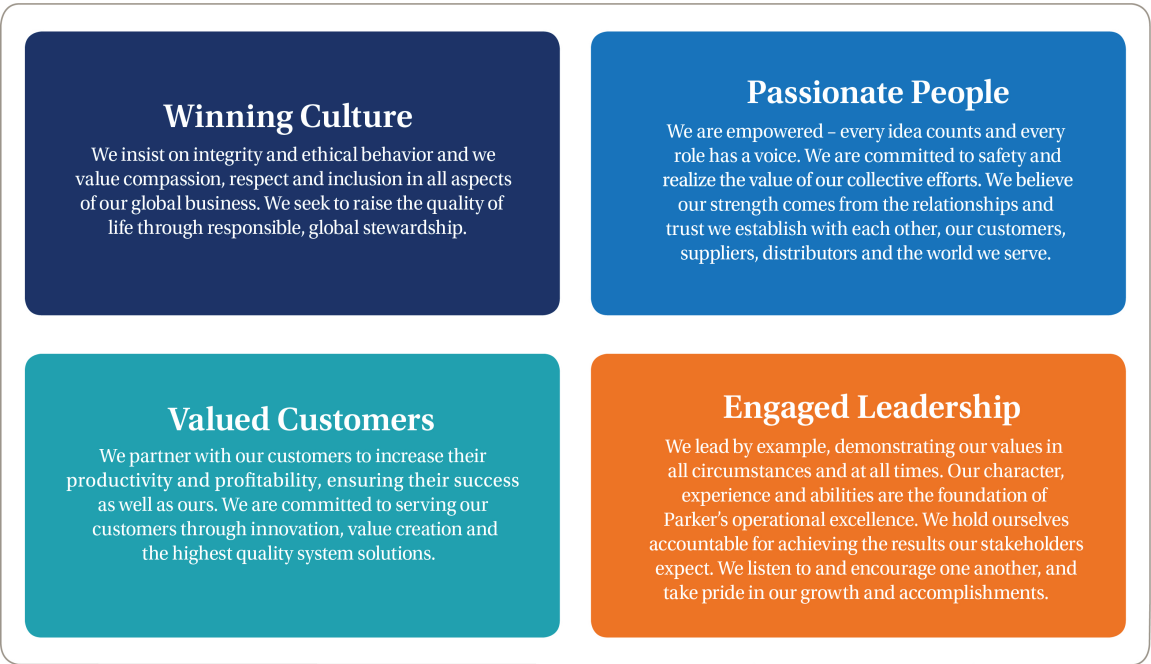 Winning Culture
We insist on integrity and ethical behavior and we
value compassion, respect and inclusion in all aspects
of our global business. We seek to raise the quality of
life through responsible, global stewardship.
Passionate People
We are empowered – every idea counts and every
role has a voice. We are committed to safety and
realize the value of our collective efforts. We believe
our strength comes from the relationships and
trust we establish with each other, our customers,
suppliers, distributors and the world we serve.
Valued Customers
We partner with our customers to increase their
productivity and profitability, ensuring their success
as well as ours. We are committed to serving our
customers through innovation, value creation and
the highest quality system solutions.
Engaged Leadership
We lead by example, demonstrating our values in
all circumstances and at all times. Our character,
experience and abilities are the foundation of
Parker’s operational excellence. We hold ourselves
accountable for achieving the results our stakeholders
expect. We listen to and encourage one another, and
take pride in our growth and accomplishments.